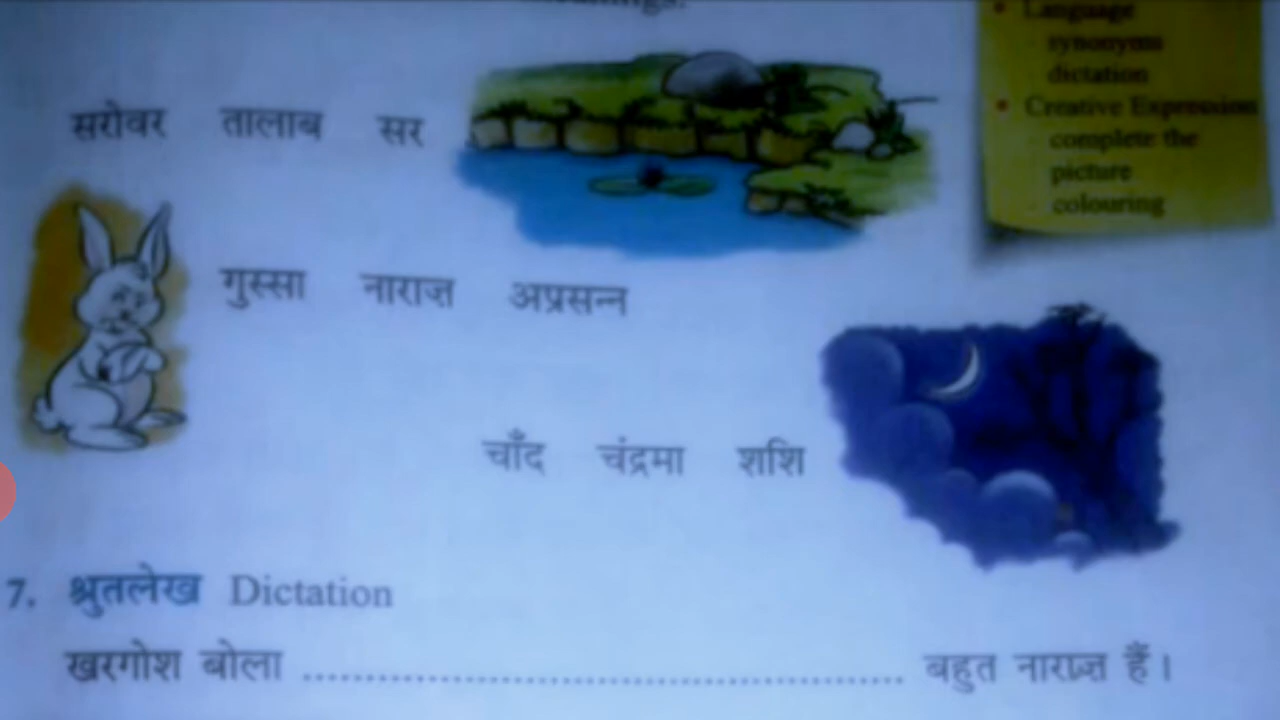 Language
synonyms
dictation
Creative Expression
complete the
picture
colouring
सरोवर तालाब सर
गुस्सा नाराज़ अप्रसन्न
चाँद चंद्रमा शशि
7. श्रुतलेख Dictation
खरगोश बोला ........................................................ बहुत नाराज़ हैं।